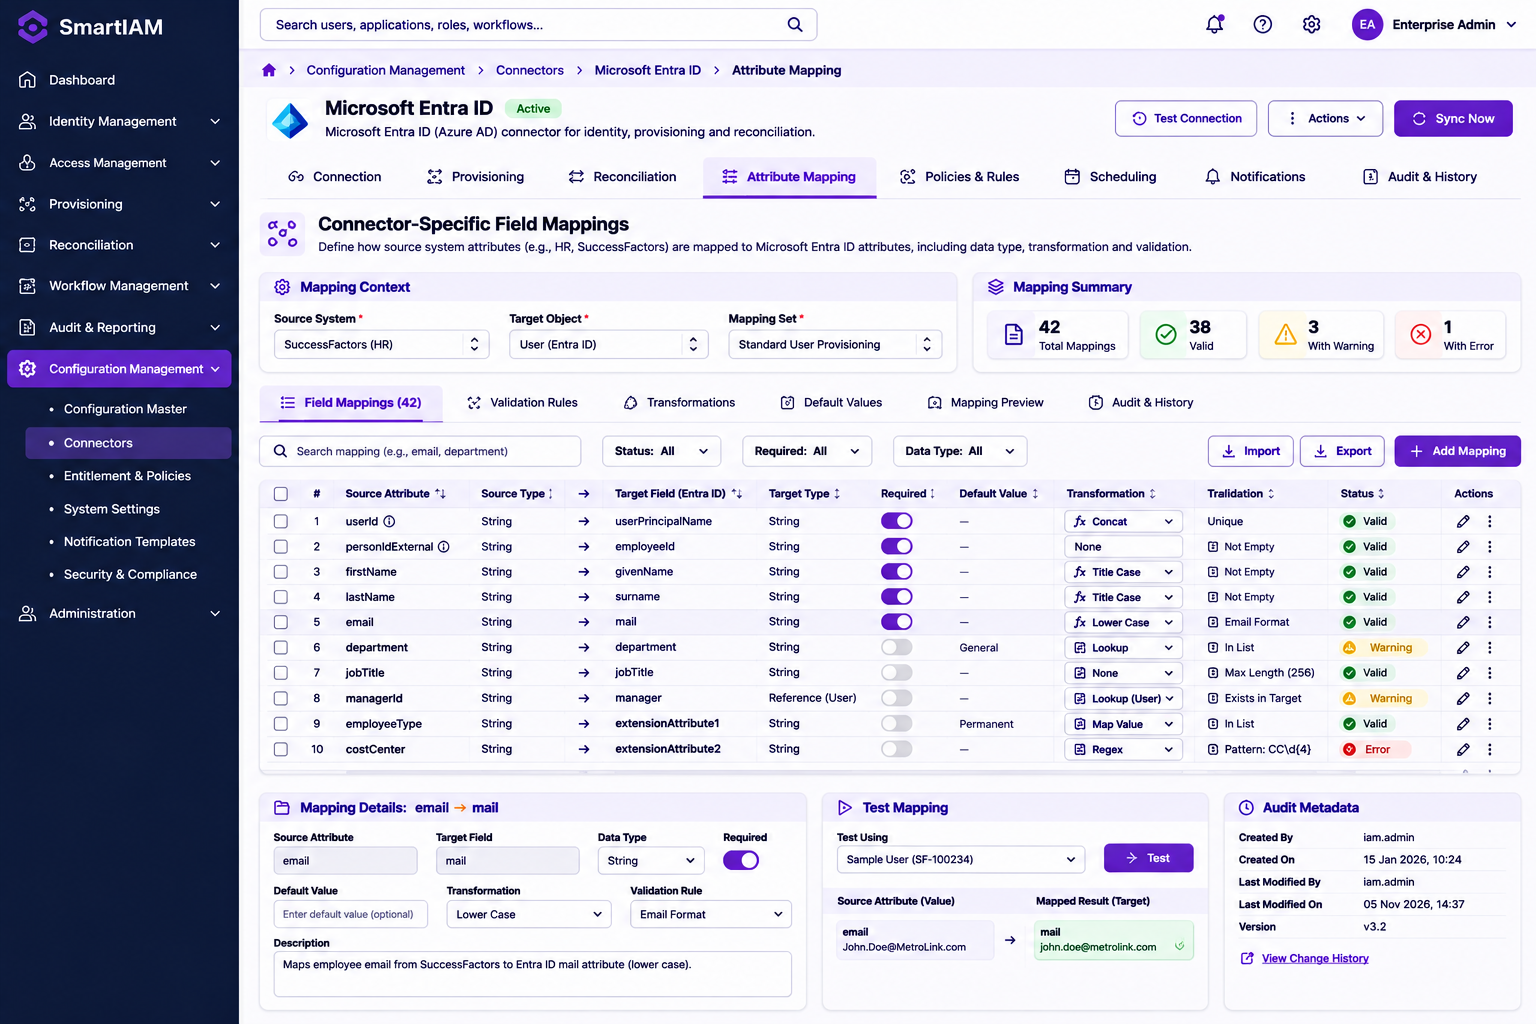 SmartIAM
Search users, applications, roles, workflows...
EA
Enterprise Admin
Dashboard
Identity Management
Access Management
Provisioning
Reconciliation
Workflow Management
Audit & Reporting
Configuration Management
Configuration Master
Connectors
Entitlement & Policies
System Settings
Notification Templates
Security & Compliance
Administration
Configuration Management > Connectors > Microsoft Entra ID > Attribute Mapping
Microsoft Entra ID Active
Microsoft Entra ID (Azure AD) connector for identity, provisioning and reconciliation.
Test Connection
Actions
Sync Now
Connection Provisioning Reconciliation Attribute Mapping Policies & Rules Scheduling Notifications Audit & History
Connector-Specific Field Mappings
Define how source system attributes (e.g., HR, SuccessFactors) are mapped to Microsoft Entra ID attributes, including data type, transformation and validation.
Mapping Context
Source System * Target Object * Mapping Set *
SuccessFactors (HR) User (Entra ID) Standard User Provisioning
Mapping Summary
42 Total Mappings
38 Valid
3 With Warning
1 With Error
Field Mappings (42) Validation Rules Transformations Default Values Mapping Preview Audit & History
Search mapping (e.g., email, department)
Status: All Required: All Data Type: All
Import Export + Add Mapping
# Source Attribute Source Type → Target Field (Entra ID) Target Type Required Default Value Transformation Tralidation Status Actions
1 userId String → userPrincipalName String — fx Concat Unique Valid
2 personIdExternal String → employeeId String — None Not Empty Valid
3 firstName String → givenName String — fx Title Case Not Empty Valid
4 lastName String → surname String — fx Title Case Not Empty Valid
5 email String → mail String — fx Lower Case Email Format Valid
6 department String → department String General Lookup In List Warning
7 jobTitle String → jobTitle String — None Max Length (256) Valid
8 managerId String → manager Reference (User) — Lookup (User) Exists in Target Warning
9 employeeType String → extensionAttribute1 String Permanent Map Value In List Valid
10 costCenter String → extensionAttribute2 String — Regex Pattern: CC\d{4} Error
Mapping Details: email → mail
Source Attribute Target Field Data Type Required
email mail String
Default Value Transformation Validation Rule
Enter default value (optional) Lower Case Email Format
Description
Maps employee email from SuccessFactors to Entra ID mail attribute (lower case).
Test Mapping
Test Using
Sample User (SF-100234)
→ Test
Source Attribute (Value) Mapped Result (Target)
email → mail
John.Doe@MetroLink.com john.doe@metrolink.com
Audit Metadata
Created By iam.admin
Created On 15 Jan 2026, 10:24
Last Modified By iam.admin
Last Modified On 05 Nov 2026, 14:37
Version v3.2
View Change History